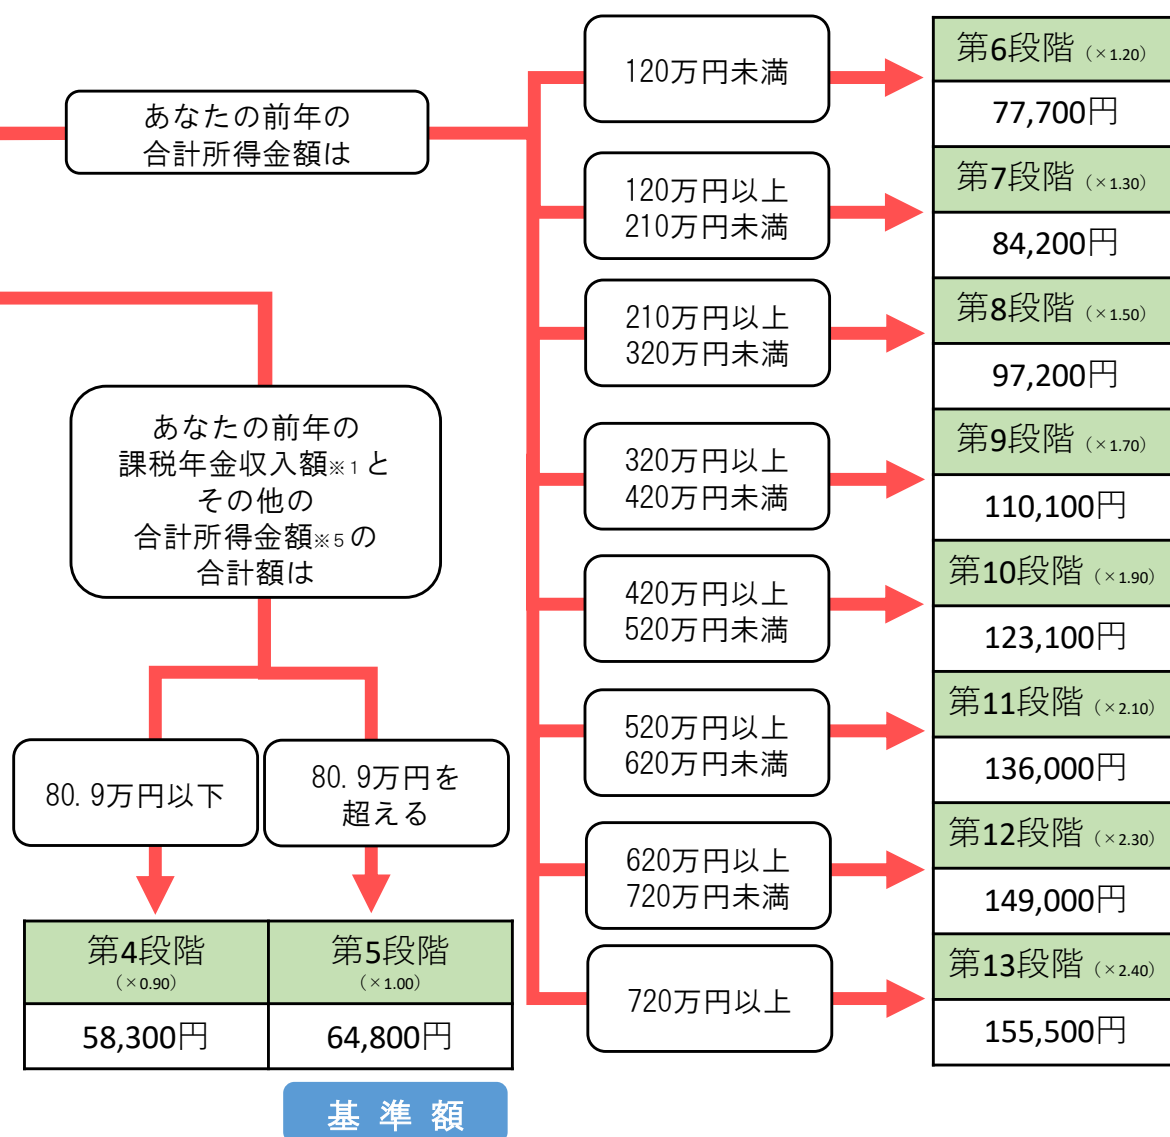 あなたの前年の
合計所得金額は
120万円未満
第6段階（×1.20）
77,700円
120万円以上
210万円未満
第7段階（×1.30）
84,200円
210万円以上
320万円未満
第8段階（×1.50）
97,200円
320万円以上
420万円未満
第9段階（×1.70）
110,100円
420万円以上
520万円未満
第10段階（×1.90）
123,100円
520万円以上
620万円未満
第11段階（×2.10）
136,000円
620万円以上
720万円未満
第12段階（×2.30）
149,000円
720万円以上
第13段階（×2.40）
155,500円
あなたの前年の
課税年金収入額※1と
その他の
合計所得金額※5の
合計額は
80.9万円以下
第4段階
（×0.90）
58,300円
80.9万円を
超える
第5段階
（×1.00）
64,800円
基準額